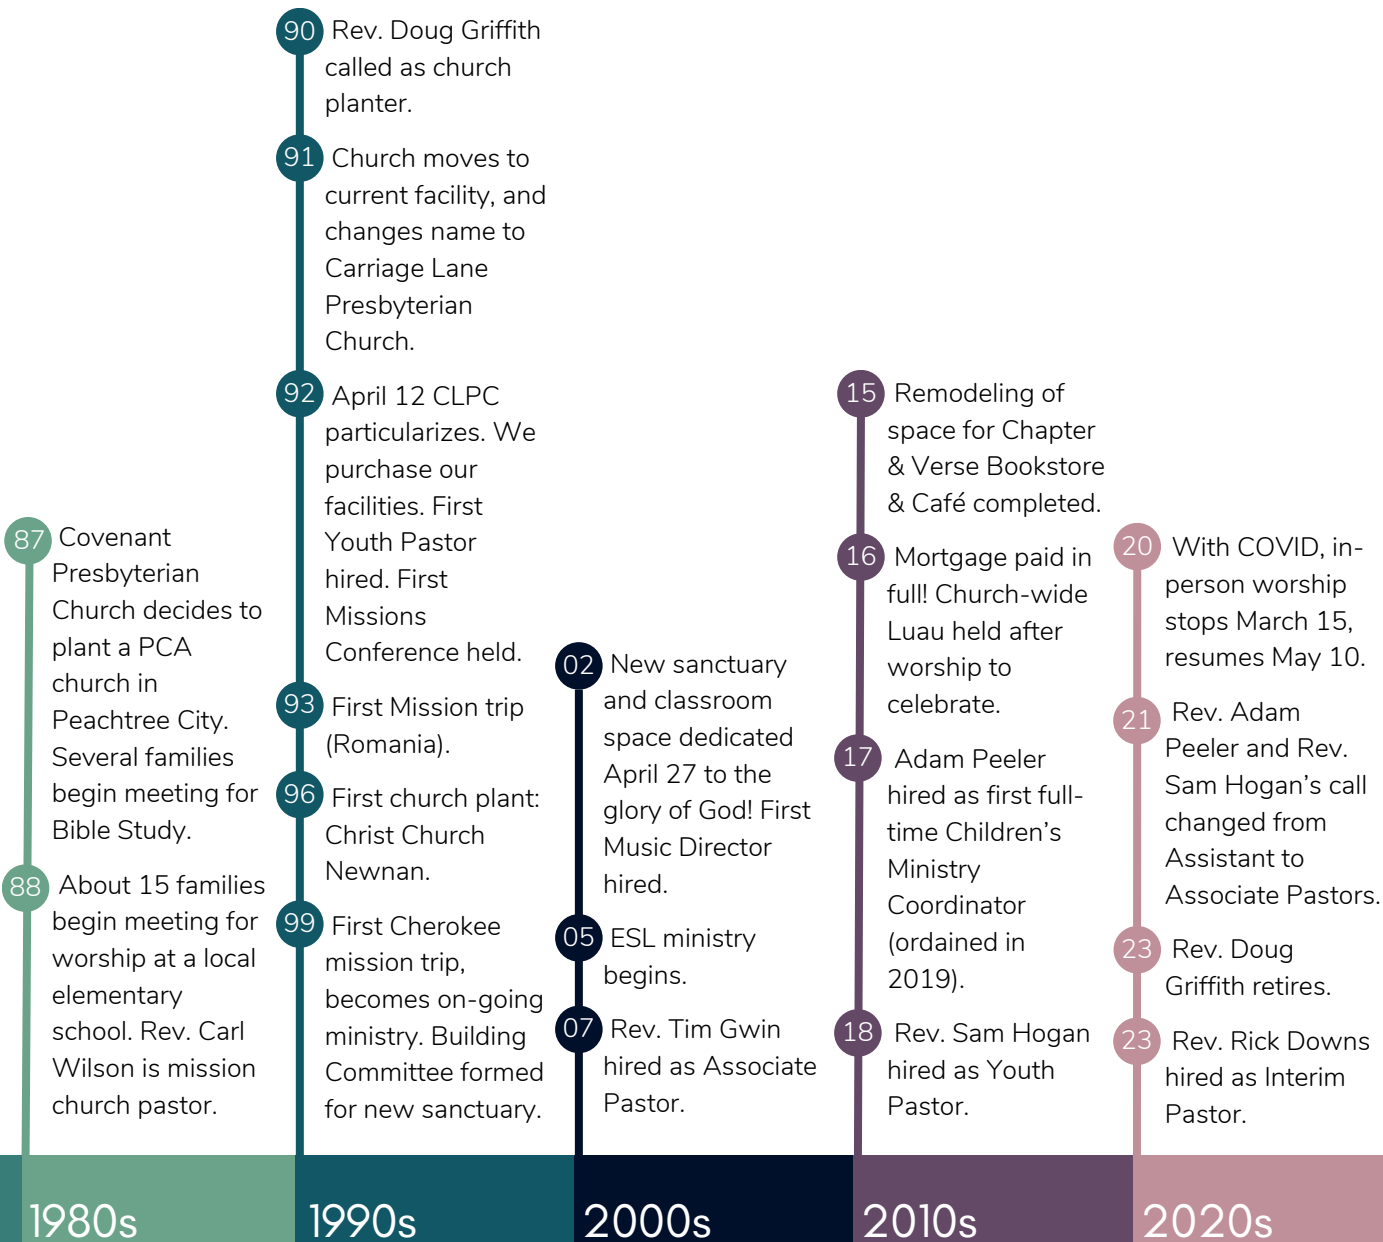 87 Covenant
Presbyterian
Church decides to
plant a PCA
church in
Peachtree City.
Several families
begin meeting for
Bible Study.
88 About 15 families
begin meeting for
worship at a local
elementary
school. Rev. Carl
Wilson is mission
church pastor.
1980s
90 Rev. Doug Griffith
called as church
planter.
91 Church moves to
current facility, and
changes name to
Carriage Lane
Presbyterian
Church.
92 April 12 CLPC
particularizes. We
purchase our
facilities. First
Youth Pastor
hired. First
Missions
Conference held.
93 First Mission trip
(Romania).
96 First church plant:
Christ Church
Newnan.
99 First Cherokee
mission trip,
becomes on-going
ministry. Building
Committee formed
for new sanctuary.
1990s
02 New sanctuary
and classroom
space dedicated
April 27 to the
glory of God! First
Music Director
hired.
05 ESL ministry
begins.
07 Rev. Tim Gwin
hired as Associate
Pastor.
2000s
15 Remodeling of
space for Chapter
& Verse Bookstore
& Café completed.
16 Mortgage paid in
full! Church-wide
Luau held after
worship to
celebrate.
17 Adam Peeler
hired as first full-
time Children's
Ministry
Coordinator
(ordained in
2019).
18 Rev. Sam Hogan
hired as Youth
Pastor.
2010s
20 With COVID, in-
person worship
stops March 15,
resumes May 10.
21 Rev. Adam
Peeler and Rev.
Sam Hogan's call
changed from
Assistant to
Associate Pastors.
23 Rev. Doug
Griffith retires.
23 Rev. Rick Downs
hired as Interim
Pastor.
2020s